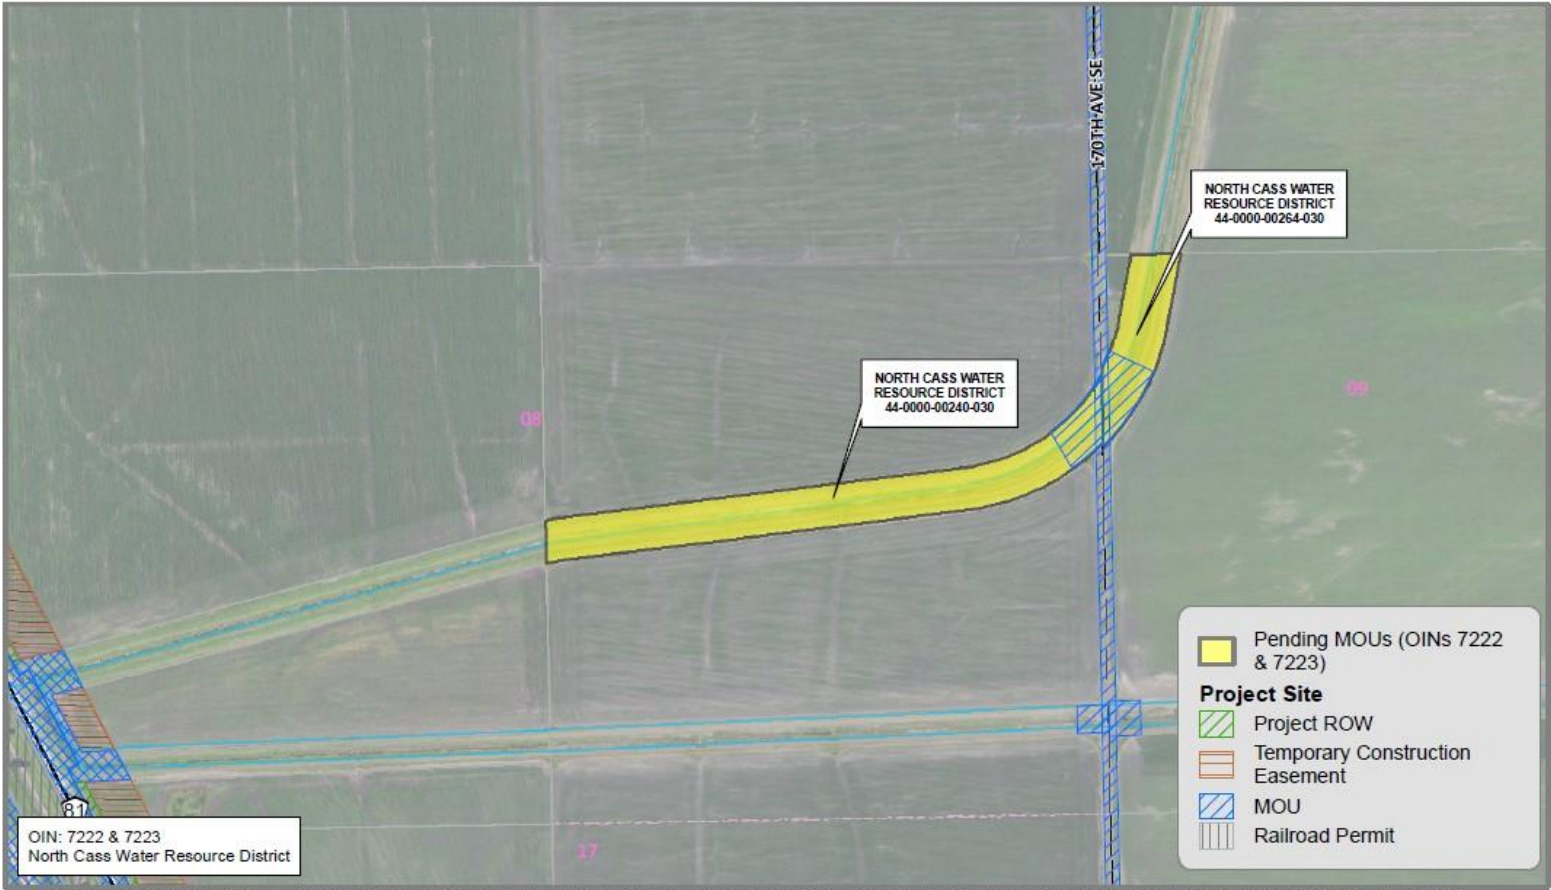 170TH AVE SE
NORTH CASS WATER
RESOURCE DISTRICT
44-0000-00264-030
NORTH CASS WATER
RESOURCE DISTRICT
44-0000-00240-030
08
09
Pending MOUs (OINs 7222
& 7223)
Project Site
Project ROW
Temporary Construction
Easement
MOU
Railroad Permit
81
OIN: 7222 & 7223
North Cass Water Resource District
17